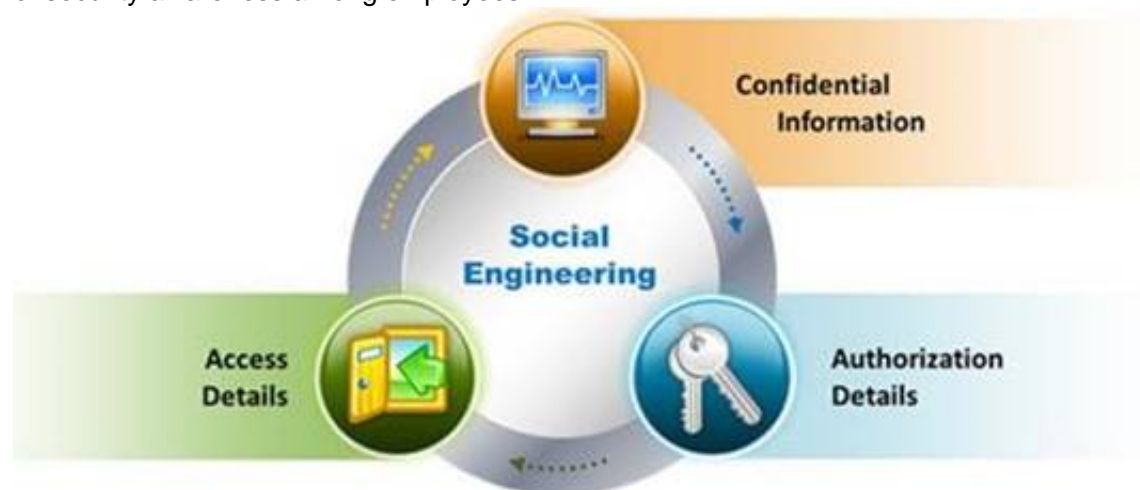 Confidential
Information
Social
Engineering
Access
Details
Authorization
Details